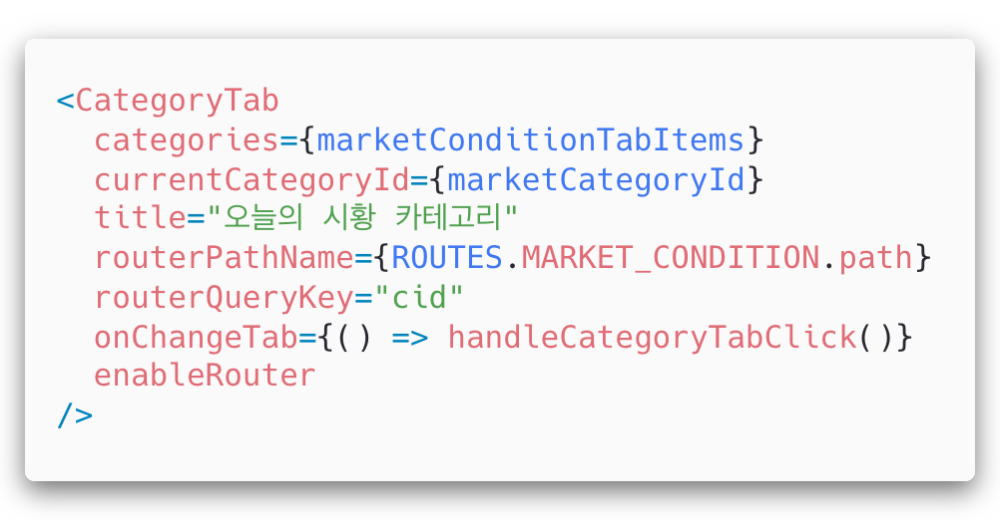 <CategoryTab
  categories={marketConditionTabItems}
  currentCategoryId={marketCategoryId}
  title="오늘의 시황 카테고리"
  routerPathName={ROUTES.MARKET_CONDITION.path}
  routerQueryKey="cid"
  onChangeTab={() => handleCategoryTabClick()}
  enableRouter
/>